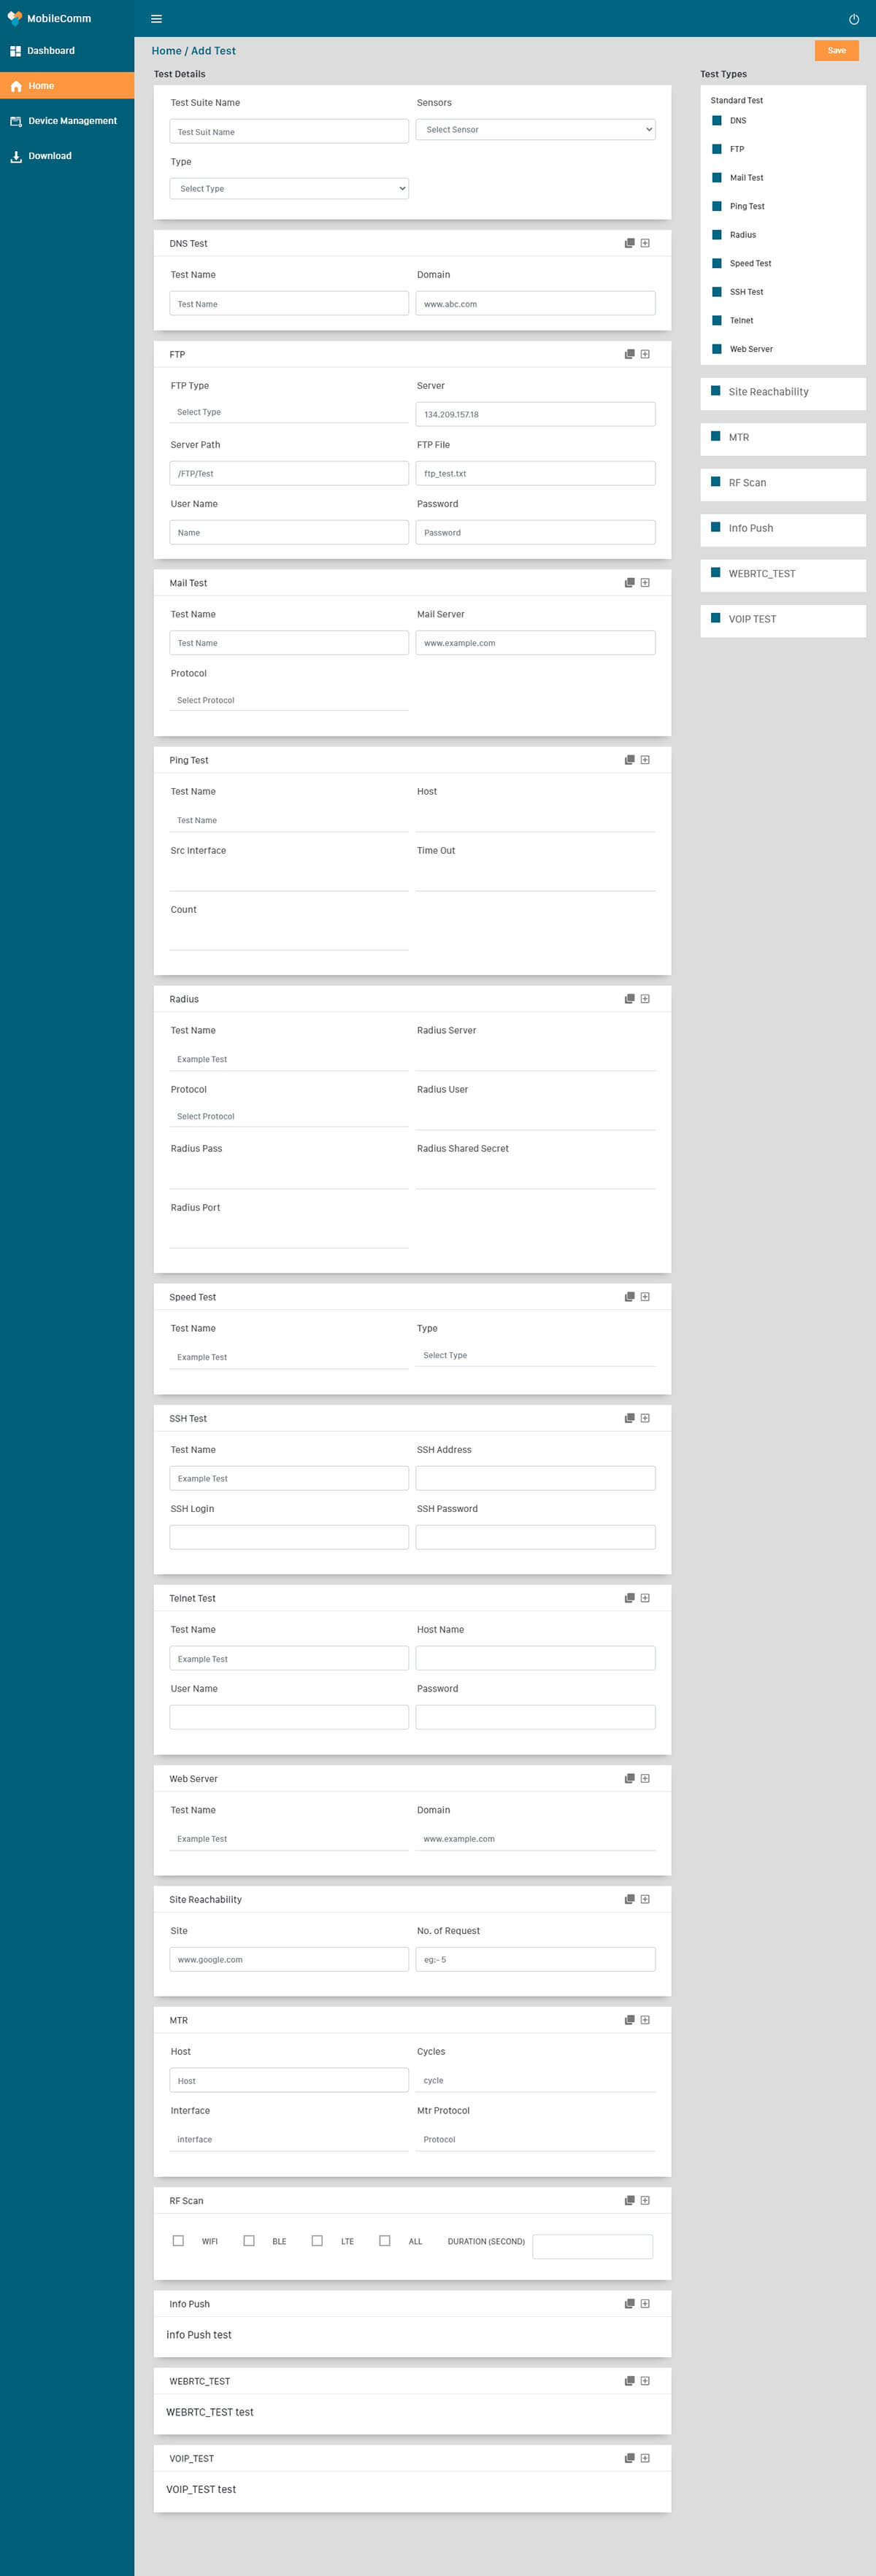 MobileComm
Dashboard
Home
Device Management
Download
Home / Add Test
Save
Test Details
Test Suite Name
Sensors
Test Suit Name
Select Sensor
Type
Select Type
DNS Test
Test Name
Domain
Test Name
www.abc.com
FTP
FTP Type
Server
Select Type
134.209.157.18
Server Path
FTP File
/FTP/Test
ftp_test.txt
User Name
Password
Name
Password
Mail Test
Test Name
Mail Server
Test Name
www.example.com
Protocol
Select Protocol
Ping Test
Test Name
Host
Test Name
Src Interface
Time Out
Count
Radius
Test Name
Radius Server
Example Test
Protocol
Radius User
Select Protocol
Radius Pass
Radius Shared Secret
Radius Port
Speed Test
Test Name
Type
Example Test
Select Type
SSH Test
Test Name
SSH Address
Example Test
SSH Login
SSH Password
Telnet Test
Test Name
Host Name
Example Test
User Name
Password
Web Server
Test Name
Domain
Example Test
www.example.com
Site Reachability
Site
No. of Request
www.google.com
eg:- 5
MTR
Host
Cycles
Host
cycle
Interface
Mtr Protocol
interface
Protocol
RF Scan
WIFI
BLE
LTE
ALL
DURATION (SECOND)
Info Push
info Push test
WEBRTC_TEST
WEBRTC_TEST test
VOIP_TEST
VOIP_TEST test
Test Types
Standard Test
DNS
FTP
Mail Test
Ping Test
Radius
Speed Test
SSH Test
Telnet
Web Server
Site Reachability
MTR
RF Scan
Info Push
WEBRTC_TEST
VOIP TEST